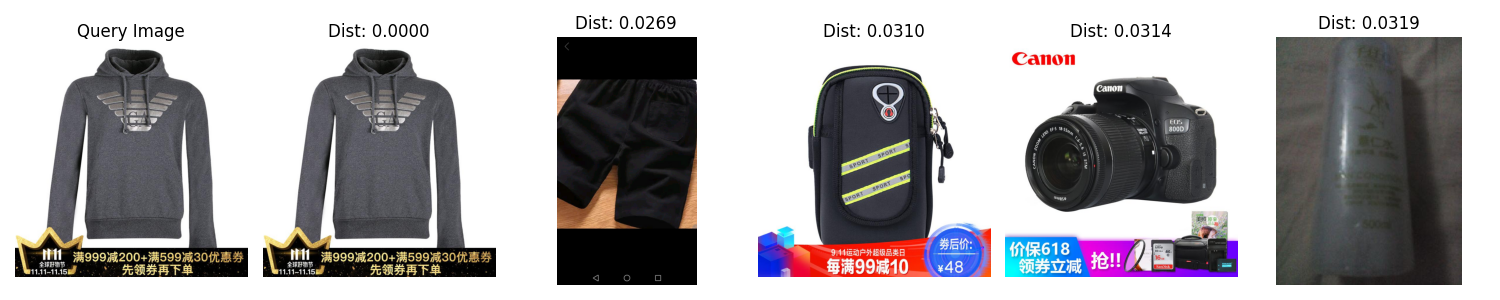 Query Image
Dist: 0.0000
Dist: 0.0269
Dist: 0.0310
Dist: 0.0314
Dist: 0.0319
11.11
全球好物节
11.11-11.15
满999减200+满599减30优惠券
先领券再下单
11.11
全球好物节
11.11-11.15
满999减200+满599减30优惠券
先领券再下单
SPORT SPORT
SPORT SPORT
9.4运动户外超级品类日
每满99减10
券后价:
¥48
Canon
Canon
EOS
800D
价保618
领券立减
抢!!